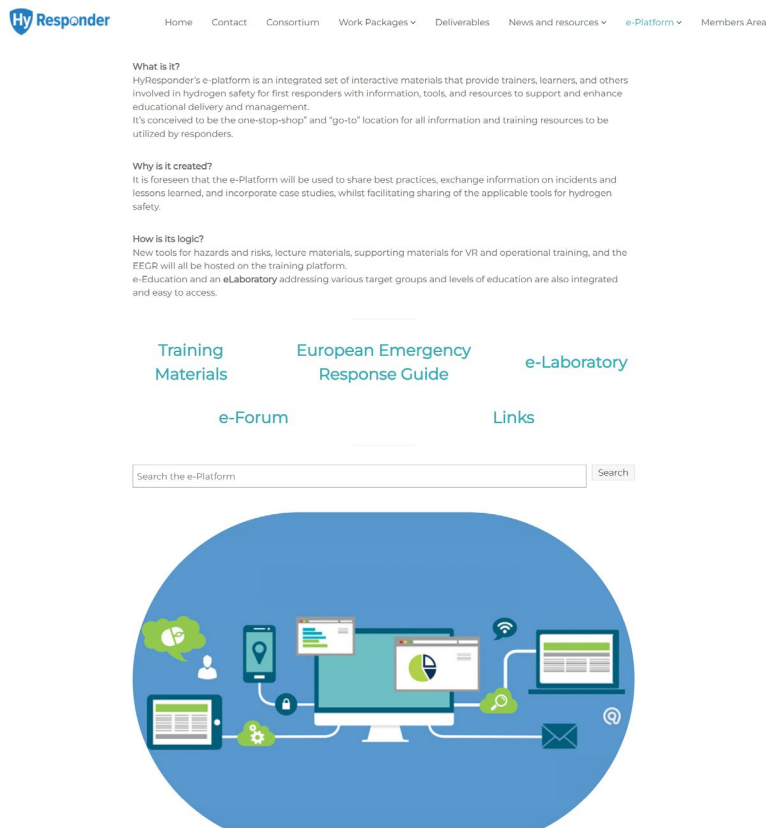 Hy Responder
Home Contact Consortium Work Packages Deliverables News and resources e-Platform Members Area
What is it?
HyResponder's e-platform is an integrated set of interactive materials that provide trainers, learners, and others
involved in hydrogen safety for first responders with information, tools, and resources to support and enhance
educational delivery and management.
It's conceived to be the one-stop-shop" and "go-to" location for all information and training resources to be
utilized by responders.
Why is it created?
It is foreseen that the e-Platform will be used to share best practices, exchange information on incidents and
lessons learned, and incorporate case studies, whilst facilitating sharing of the applicable tools for hydrogen
safety.
How is its logic?
New tools for hazards and risks, lecture materials, supporting materials for VR and operational training, and the
EEGR will all be hosted on the training platform.
e-Education and an eLaboratory addressing various target groups and levels of education are also integrated
and easy to access.
Training
Materials
European Emergency
Response Guide
e-Laboratory
e-Forum
Links
Search the e-Platform
Search